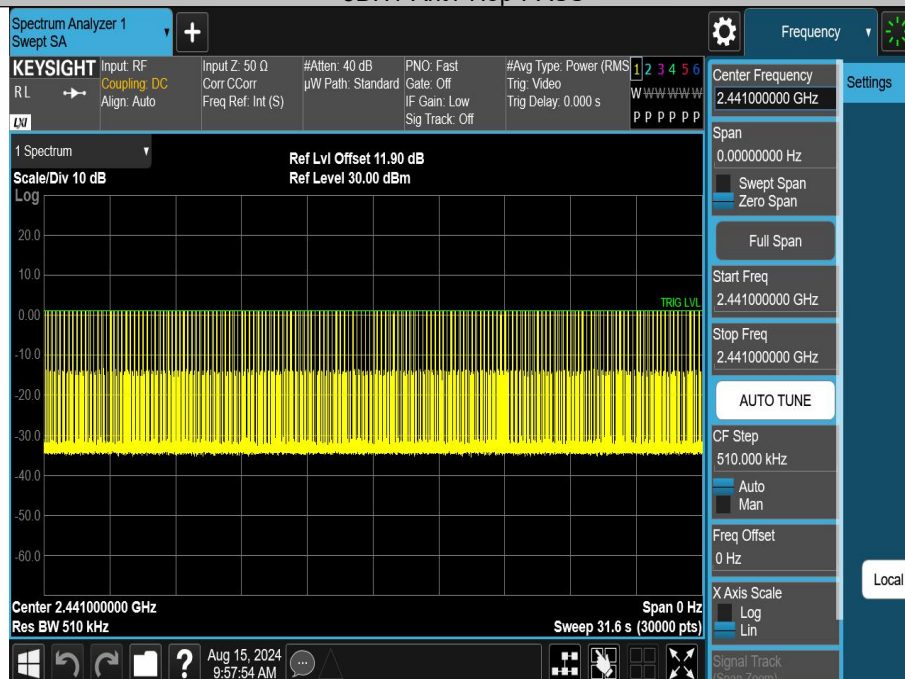 Spectrum Analyzer 1
Swept SA
Frequency
KEYSIGHT
RL
LXI
Input: RF
Coupling: DC
Align: Auto
Input Z: 50 Ω
Corr CCorr
Freq Ref: Int (S)
#Atten: 40 dB
µW Path: Standard
PNO: Fast
Gate: Off
IF Gain: Low
Sig Track: Off
#Avg Type: Power (RMS
Trig: Video
Trig Delay: 0.000 s
1 2 3 4 5 6
W W W W W W
P P P P P P
Center Frequency
2.441000000 GHz
Settings
Span
0.00000000 Hz
Swept Span
Zero Span
Full Span
Start Freq
2.441000000 GHz
Stop Freq
2.441000000 GHz
AUTO TUNE
CF Step
510.000 kHz
Auto
Man
Freq Offset
0 Hz
X Axis Scale
Log
Lin
Signal Track
(Span Zoom)
Local
1 Spectrum
Scale/Div 10 dB
Ref Lvl Offset 11.90 dB
Ref Level 30.00 dBm
Log
20.0
10.0
TRIG LVL
0.00
-10.0
-20.0
-30.0
-40.0
-50.0
-60.0
Center 2.441000000 GHz
Span 0 Hz
Res BW 510 kHz
Sweep 31.6 s (30000 pts)
?
Aug 15, 2024
9:57:54 AM